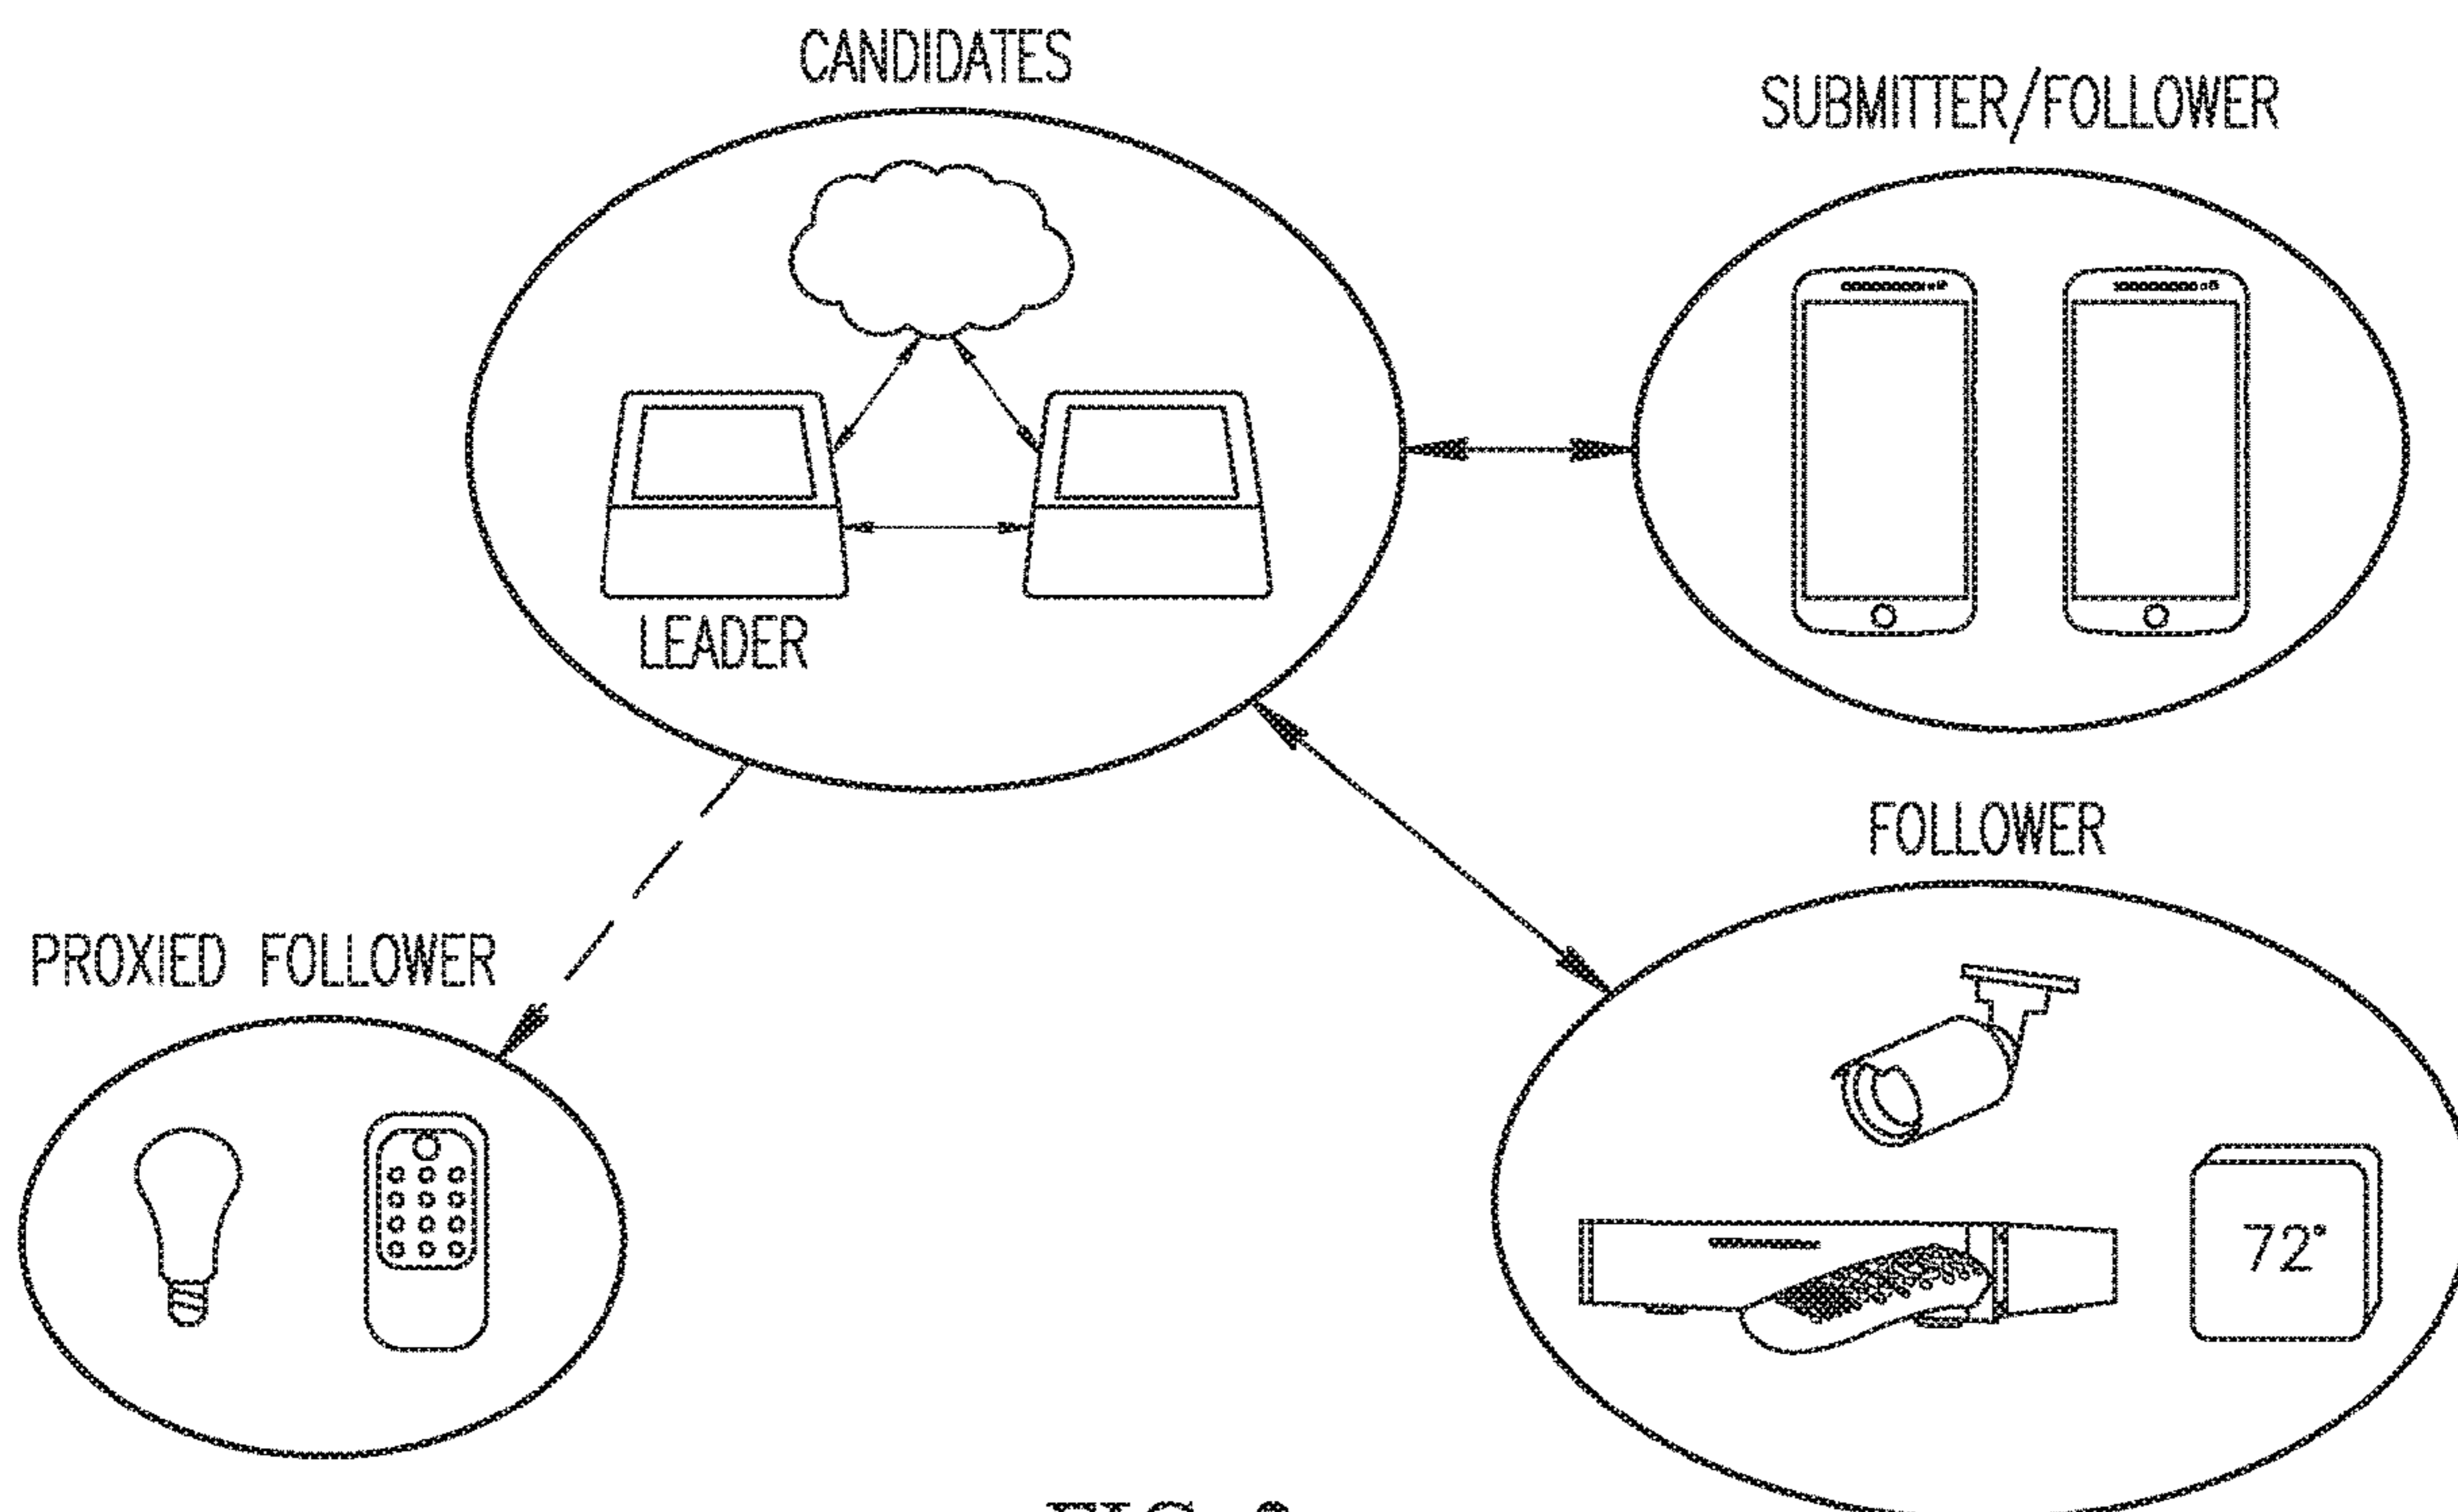 CANDIDATES
SUBMITTER/FOLLOWER
LEADER
FOLLOWER
PROXIED FOLLOWER
72°